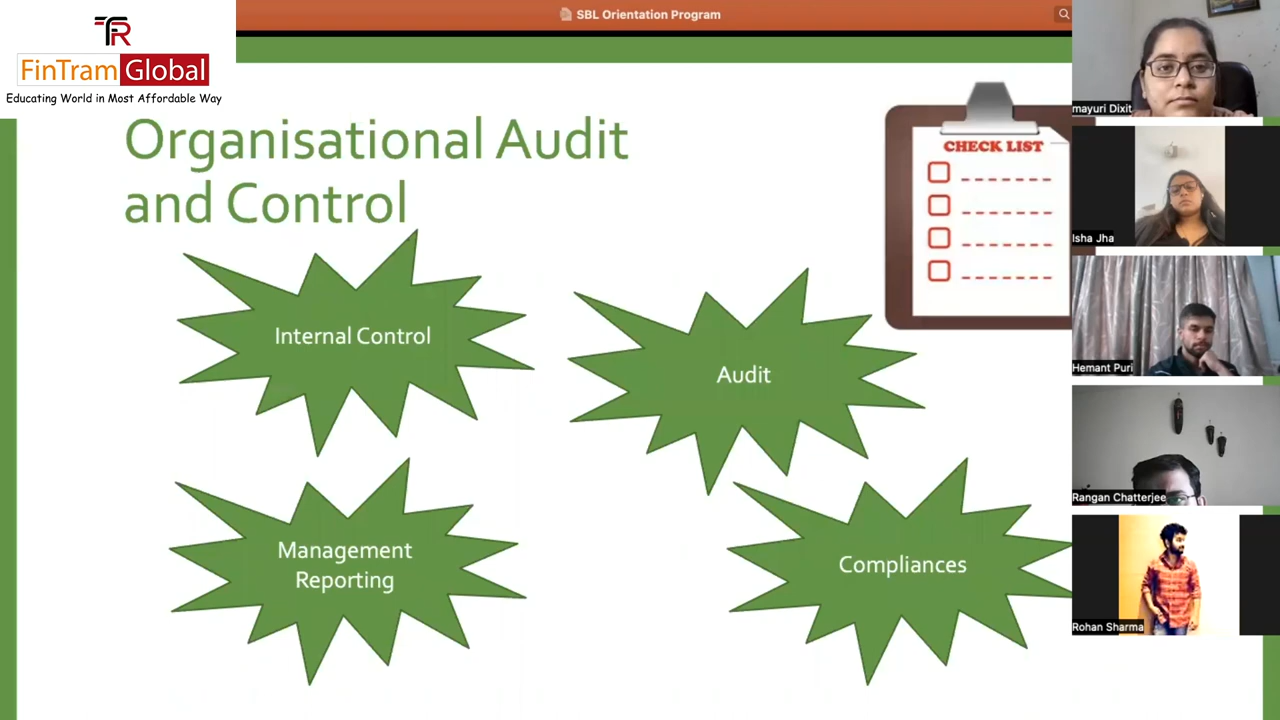 SBL Orientation Program
TR
FinTram Global
Educating World in Most Affordable Way
Organisational Audit
and Control
CHECK LIST
Internal Control
Audit
Management
Reporting
Compliances
mayuri Dixit
Isha Jha
Hemant Puri
Rangan Chatterjee
Rohan Sharma